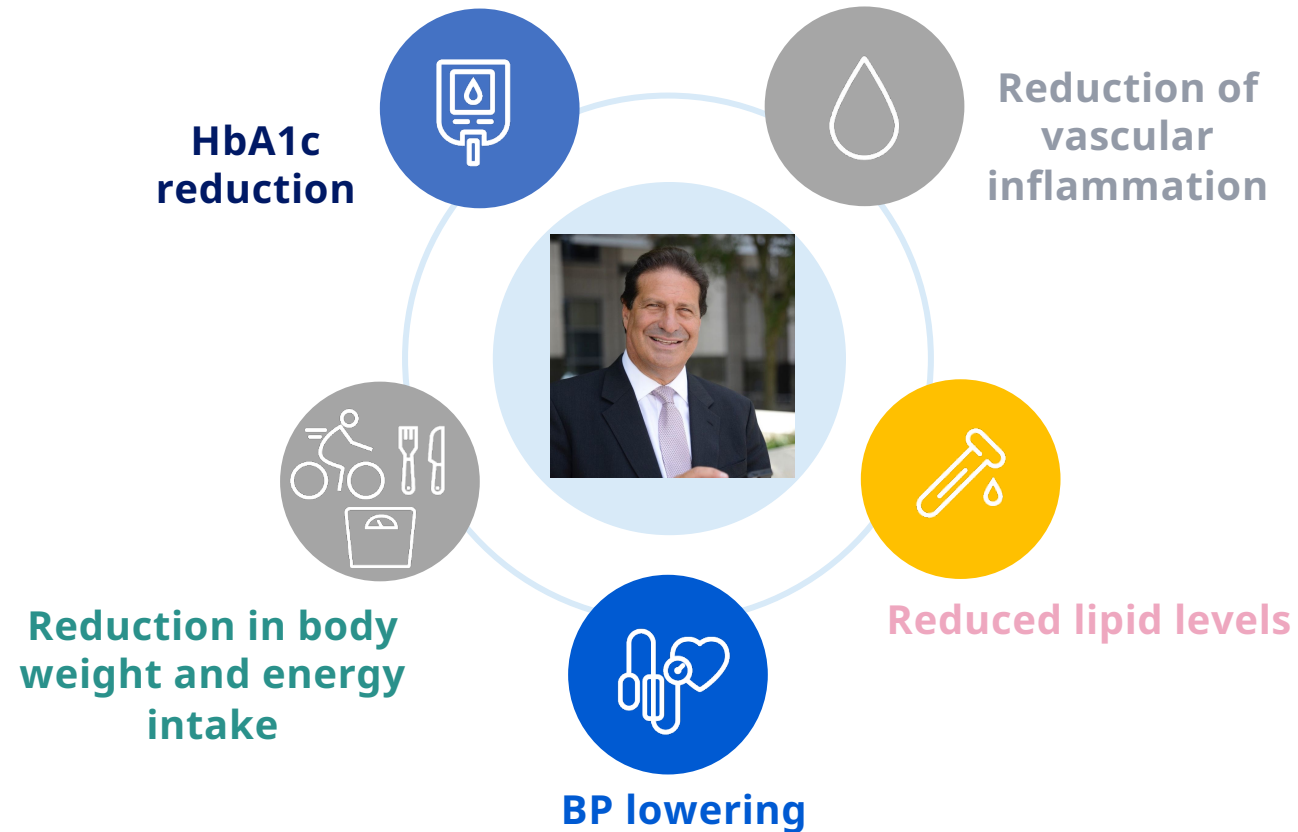 HbA1c
reduction
Reduction of
vascular
inflammation
Reduced lipid levels
Reduction in body
weight and energy
intake
BP lowering